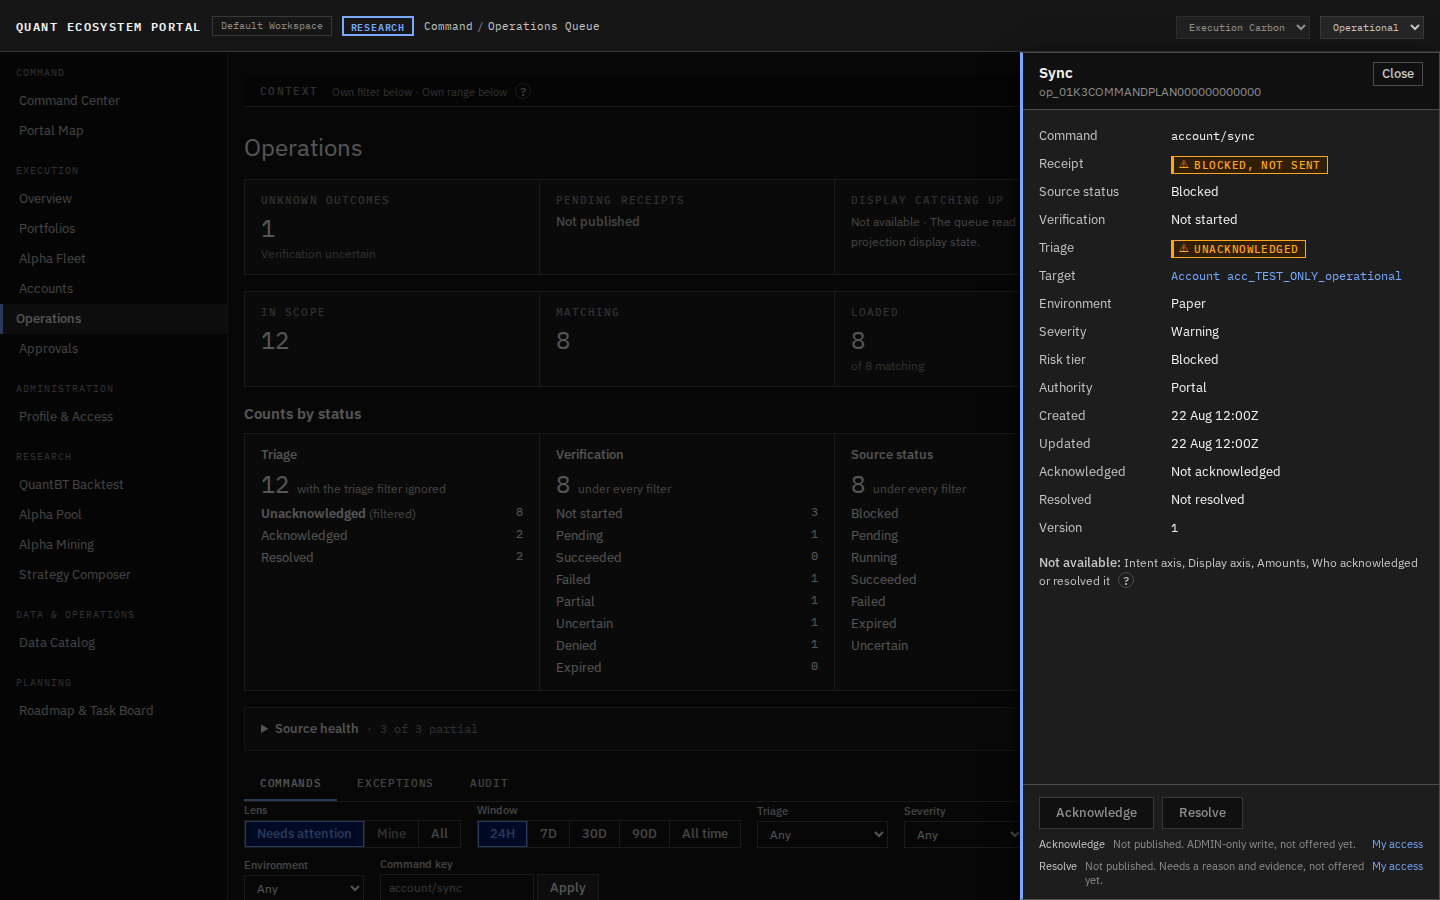 QUANT ECOSYSTEM PORTAL Default Workspace RESEARCH Command / Operations Queue Execution Carbon Operational
COMMAND
Command Center
Portal Map
EXECUTION
Overview
Portfolios
Alpha Fleet
Accounts
Operations
Approvals
ADMINISTRATION
Profile & Access
RESEARCH
QuantBT Backtest
Alpha Pool
Alpha Mining
Strategy Composer
DATA & OPERATIONS
Data Catalog
PLANNING
Roadmap & Task Board
CONTEXT Own filter below · Own range below ?
Operations
UNKNOWN OUTCOMES
1
Verification uncertain
PENDING RECEIPTS
Not published
DISPLAY CATCHING UP
Not available · The queue read
projection display state.
IN SCOPE
12
MATCHING
8
LOADED
8
of 8 matching
Counts by status
Triage
12 with the triage filter ignored
Unacknowledged (filtered) 8
Acknowledged 2
Resolved 2
Verification
8 under every filter
Not started 3
Pending 1
Succeeded 0
Failed 1
Partial 1
Uncertain 1
Denied 1
Expired 0
Source status
8 under every filter
Blocked
Pending
Running
Succeeded
Failed
Expired
Uncertain
▶ Source health · 3 of 3 partial
COMMANDS EXCEPTIONS AUDIT
Lens
Needs attention Mine All
Window
24H 7D 30D 90D All time
Triage
Any
Severity
Any
Environment
Any
Command key
account/sync Apply
Sync Close
op_01K3COMMANDPLAN000000000000
Command account/sync
Receipt ⚠ BLOCKED, NOT SENT
Source status Blocked
Verification Not started
Triage ⚠ UNACKNOWLEDGED
Target Account acc_TEST_ONLY_operational
Environment Paper
Severity Warning
Risk tier Blocked
Authority Portal
Created 22 Aug 12:00Z
Updated 22 Aug 12:00Z
Acknowledged Not acknowledged
Resolved Not resolved
Version 1
Not available: Intent axis, Display axis, Amounts, Who acknowledged
or resolved it ?
Acknowledge Resolve
Acknowledge Not published. ADMIN-only write, not offered yet. My access
Resolve Not published. Needs a reason and evidence, not offered My access
yet.